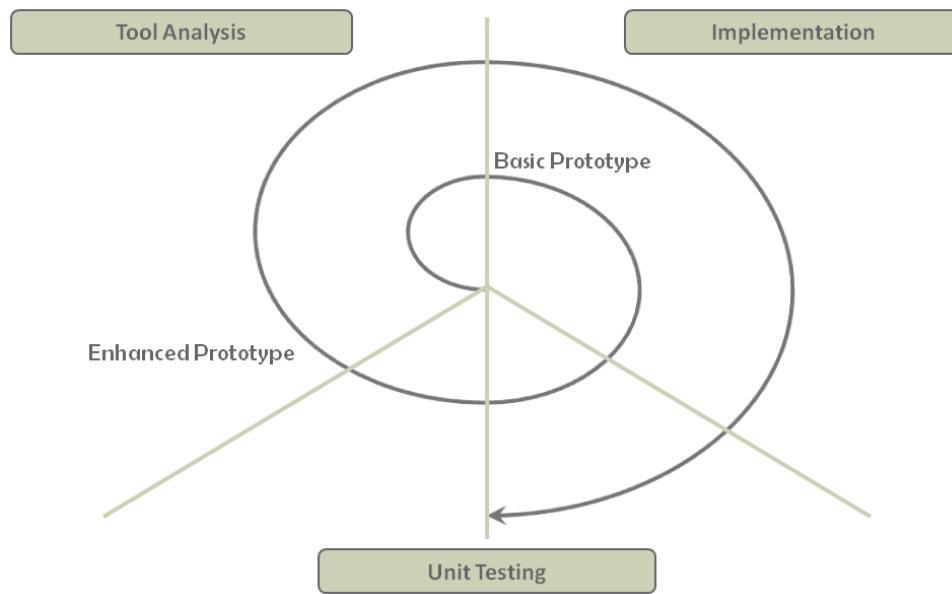 Tool Analysis
Implementation
Basic Prototype
Enhanced Prototype
Unit Testing